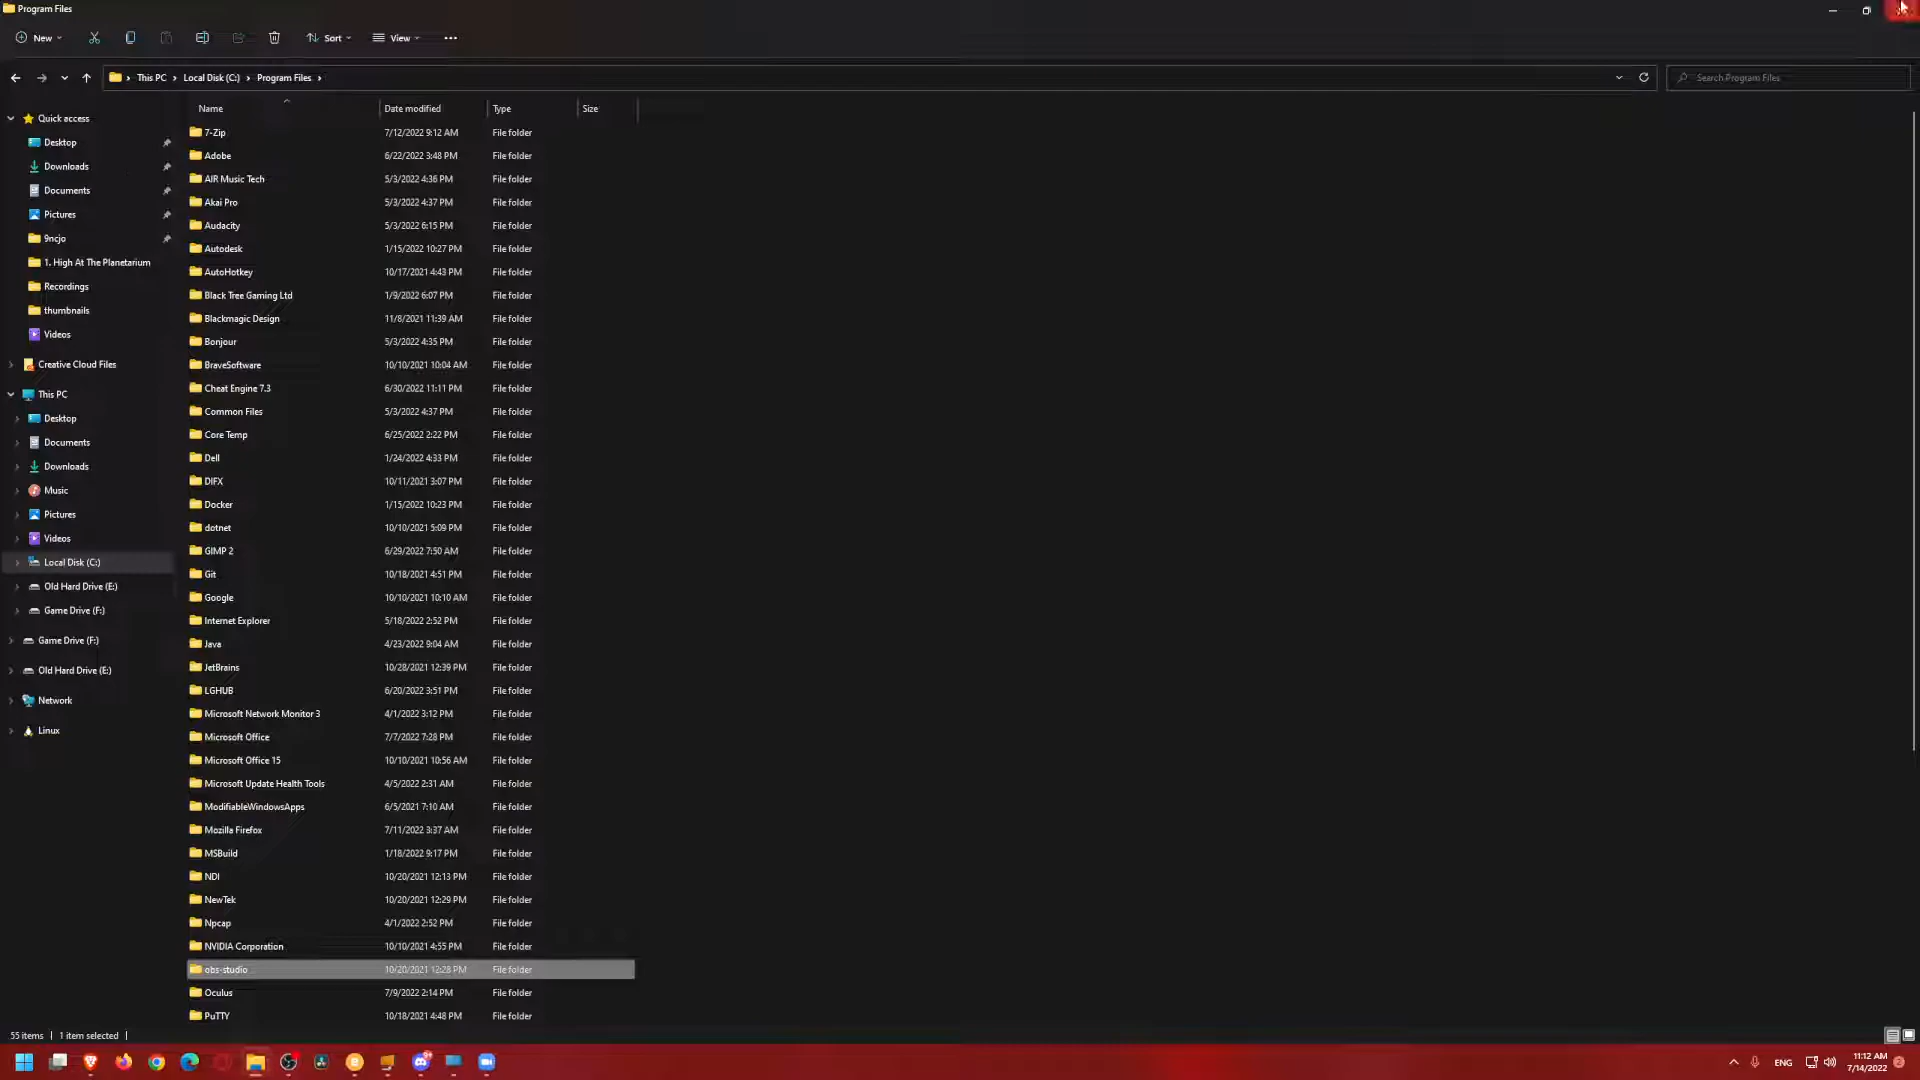 Program Files
New
Sort
View
This PC > Local Disk (C:) > Program Files >
Search Program Files
Name
Date modified
Type
Size
Quick access
Desktop
Downloads
Documents
Pictures
9ncjo
1. High At The Planetarium
Recordings
thumbnails
Videos
Creative Cloud Files
This PC
Desktop
Documents
Downloads
Music
Pictures
Videos
Local Disk (C:)
Old Hard Drive (E:)
Game Drive (F:)
Game Drive (F:)
Old Hard Drive (E:)
Network
Linux
7-Zip 7/12/2022 9:12 AM File folder
Adobe 6/22/2022 3:48 PM File folder
AIR Music Tech 5/3/2022 4:36 PM File folder
Akai Pro 5/3/2022 4:37 PM File folder
Audacity 5/3/2022 6:15 PM File folder
Autodesk 1/15/2022 10:27 PM File folder
AutoHotkey 10/17/2021 4:43 PM File folder
Black Tree Gaming Ltd 1/9/2022 6:07 PM File folder
Blackmagic Design 11/8/2021 11:39 AM File folder
Bonjour 5/3/2022 4:35 PM File folder
BraveSoftware 10/10/2021 10:04 AM File folder
Cheat Engine 7.3 6/30/2022 11:11 PM File folder
Common Files 5/3/2022 4:37 PM File folder
Core Temp 6/25/2022 2:22 PM File folder
Dell 1/24/2022 4:33 PM File folder
DIFX 10/11/2021 3:07 PM File folder
Docker 1/15/2022 10:23 PM File folder
dotnet 10/10/2021 5:09 PM File folder
GIMP 2 6/29/2022 7:50 AM File folder
Git 10/18/2021 4:51 PM File folder
Google 10/10/2021 10:10 AM File folder
Internet Explorer 5/18/2022 2:52 PM File folder
Java 4/23/2022 9:04 AM File folder
JetBrains 10/28/2021 12:39 PM File folder
LGHUB 6/20/2022 3:51 PM File folder
Microsoft Network Monitor 3 4/1/2022 3:12 PM File folder
Microsoft Office 7/7/2022 7:28 PM File folder
Microsoft Office 15 10/10/2021 10:56 AM File folder
Microsoft Update Health Tools 4/5/2022 2:31 AM File folder
ModifiableWindowsApps 6/5/2021 7:10 AM File folder
Mozilla Firefox 7/11/2022 3:37 AM File folder
MSBuild 1/18/2022 9:17 PM File folder
NDI 10/20/2021 12:13 PM File folder
NewTek 10/20/2021 12:29 PM File folder
Npcap 4/1/2022 2:52 PM File folder
NVIDIA Corporation 10/10/2021 4:55 PM File folder
obs-studio 10/20/2021 12:28 PM File folder
Oculus 7/9/2022 2:14 PM File folder
PuTTY 10/18/2021 4:48 PM File folder
55 items
1 item selected
ENG
11:12 AM
7/14/2022
2